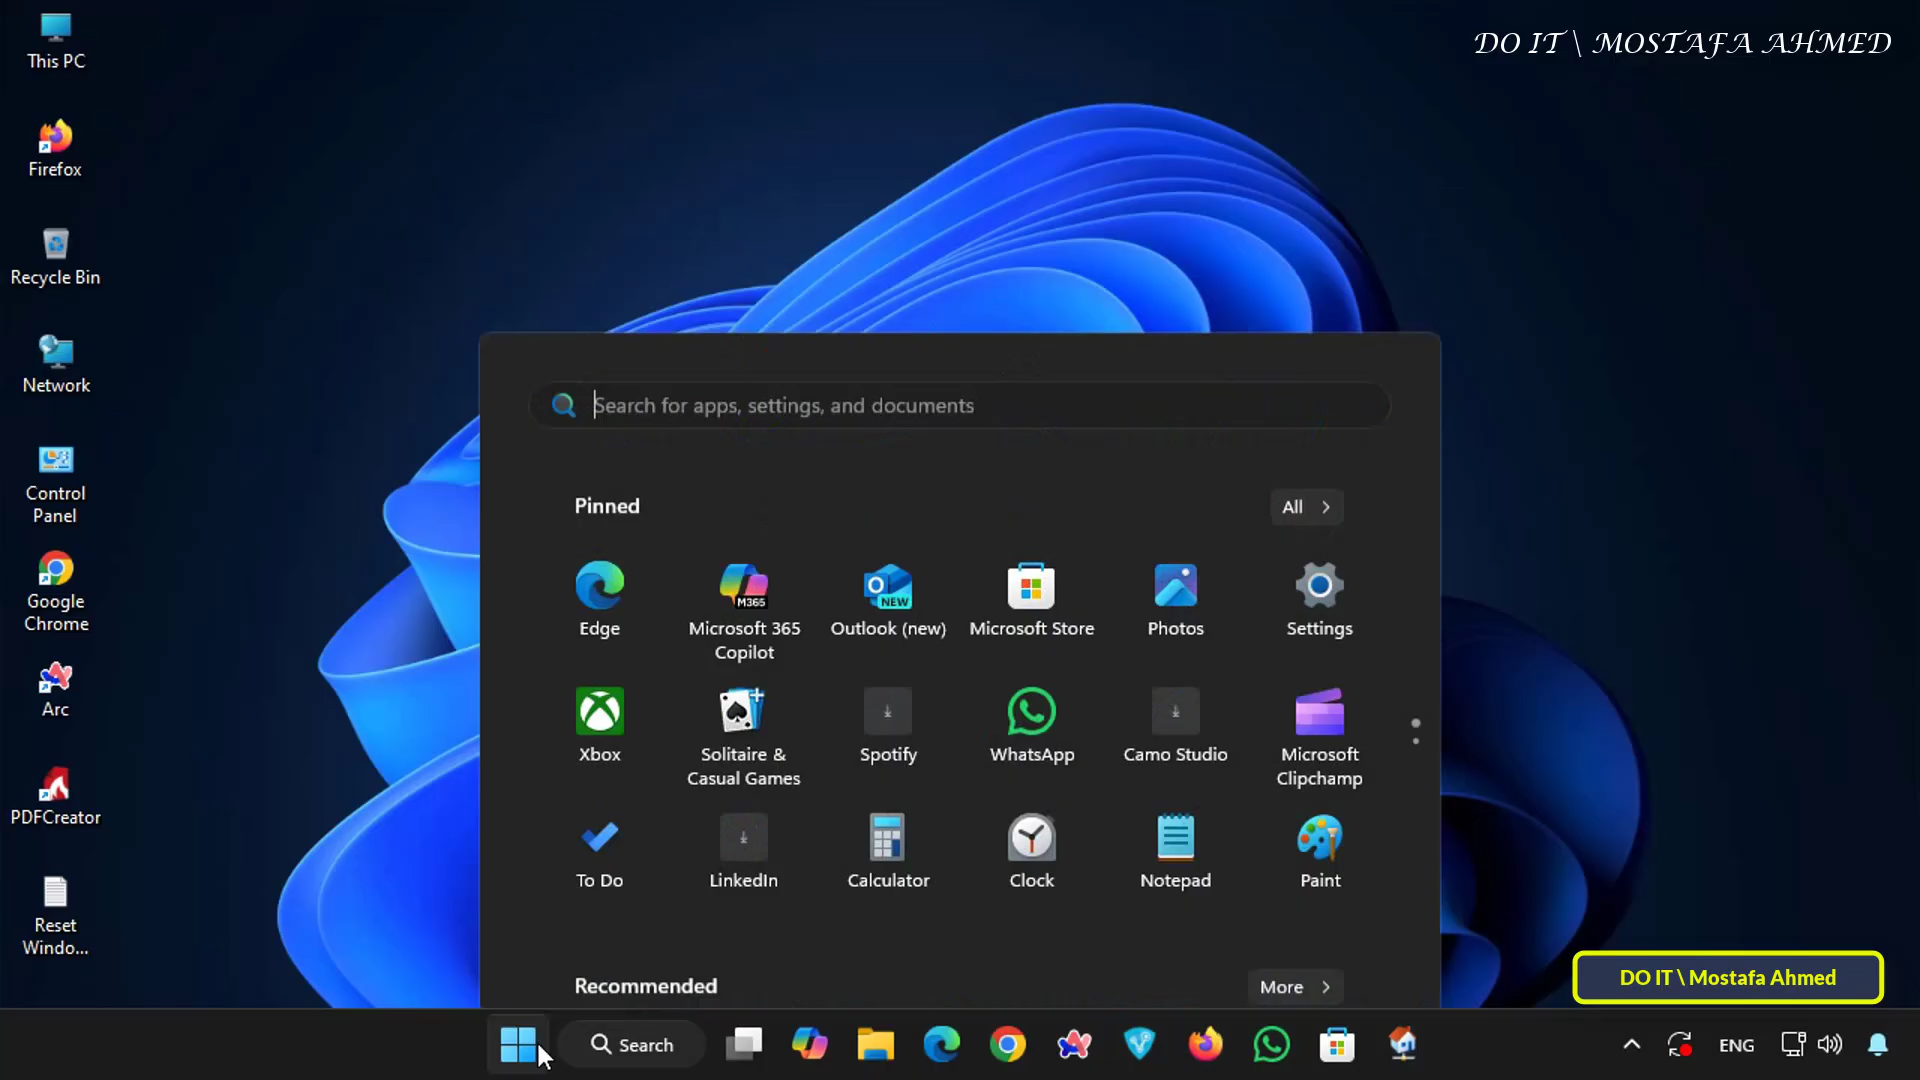 This PC
DO IT \ MOSTAFA AHMED
Firefox
Recycle Bin
Network
Control
Panel
Google
Chrome
Arc
PDFCreator
Reset
Windo...
Search for apps, settings, and documents
Pinned
All
Edge
M365
Microsoft 365
Copilot
NEW
Outlook (new)
Microsoft Store
Photos
Settings
Xbox
Solitaire &
Casual Games
Spotify
WhatsApp
Camo Studio
Microsoft
Clipchamp
To Do
LinkedIn
Calculator
Clock
Notepad
Paint
Recommended
More
DO IT \ Mostafa Ahmed
Search
ENG